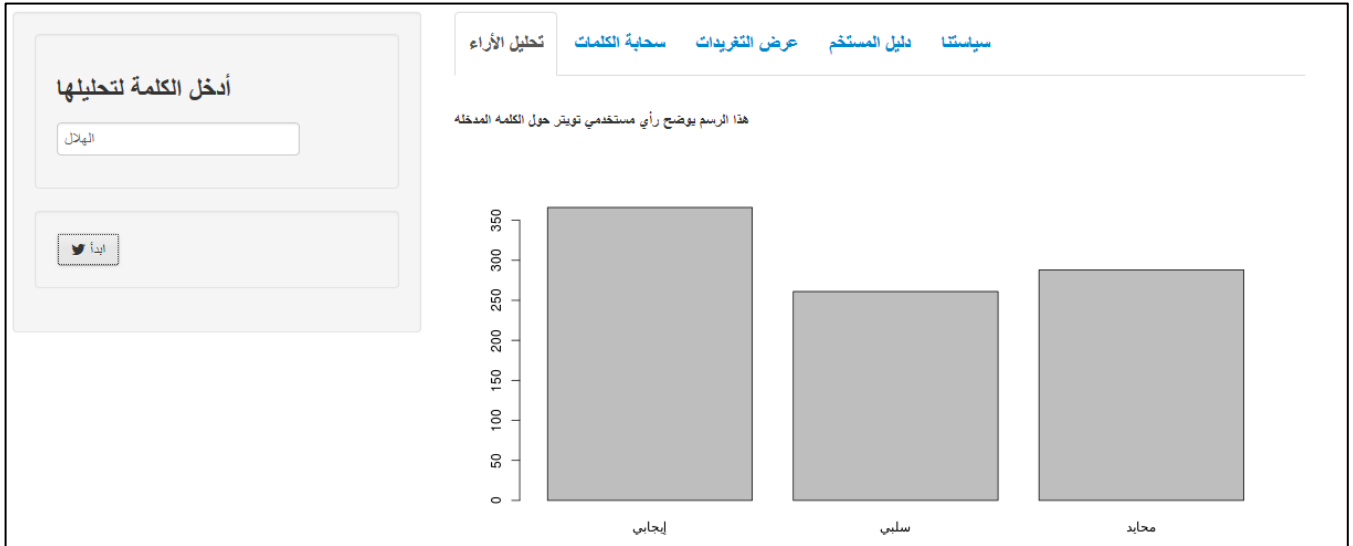 أدخل الكلمة لتحليلها
الهلال
ابدأ
تحليل الأراء
سحابة الكلمات
عرض التغريدات
دليل المستخم
سياستنا
هذا الرسم يوضح رأي مستخدمي تويتر حول الكلمه المدخله
350
300
250
200
150
100
50
0
إيجابي
سلبي
محايد